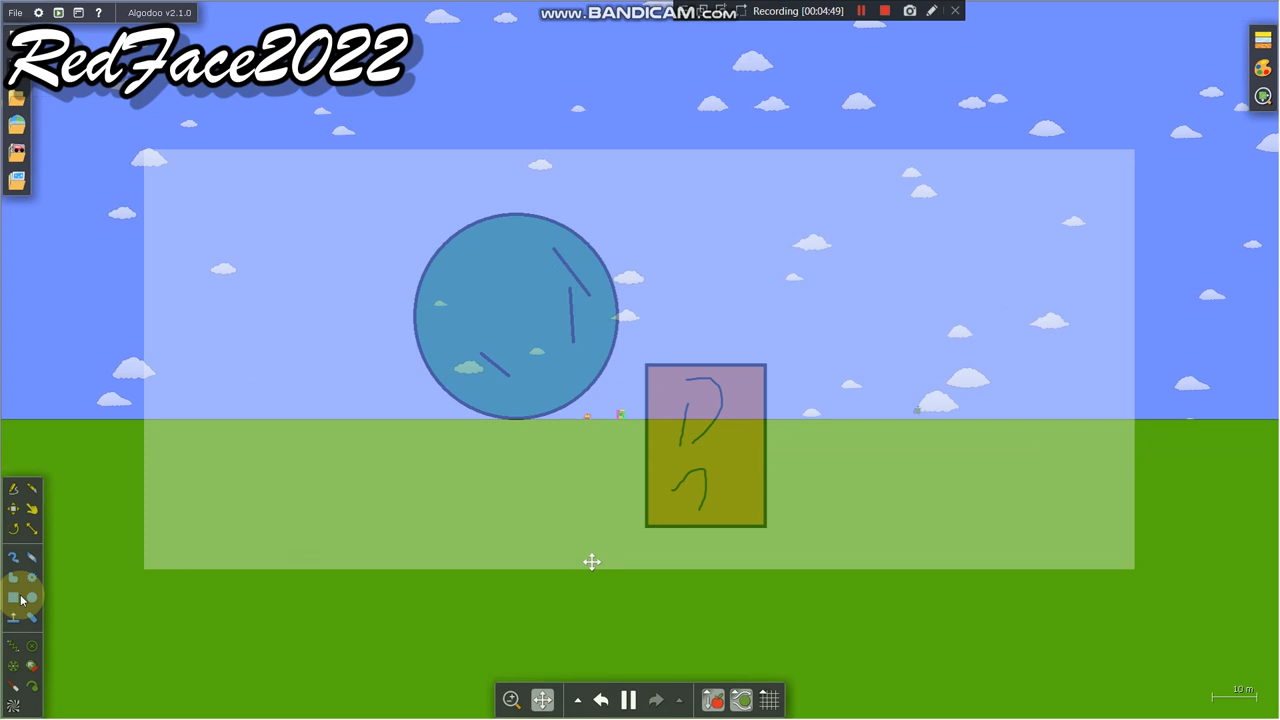 File ? Algodoo v2.1.0
www.BANDICAM.com
Recording [00:04:49]
RedFace2022
10 m